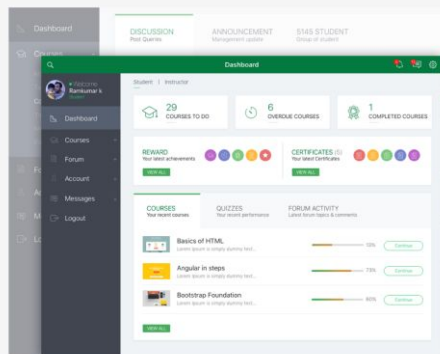 Dashboard
Courses
DISCUSSION
Post Queries
ANNOUNCEMENT
Management update
5145 STUDENT
Group of student
Dashboard
Welcome
Ramkumar k
Student | Instructor
Dashboard
Courses
Forum
Account
Messages
Logout
29
COURSES TO DO
6
OVERDUE COURSES
1
COMPLETED COURSES
REWARD
Your latest achievements
VIEW ALL
CERTIFICATES (5)
Your latest Certificates
VIEW ALL
COURSES
Your recent courses
QUIZZES
Your recent performance
FORUM ACTIVITY
Latest forum topics & comments
Basics of HTML
Lorem ipsum is simply dummy text...
Continue
Angular in steps
Lorem ipsum is simply dummy text...
73%
Continue
Bootstrap Foundation
Lorem ipsum is simply dummy text...
60%
Continue
VIEW ALL